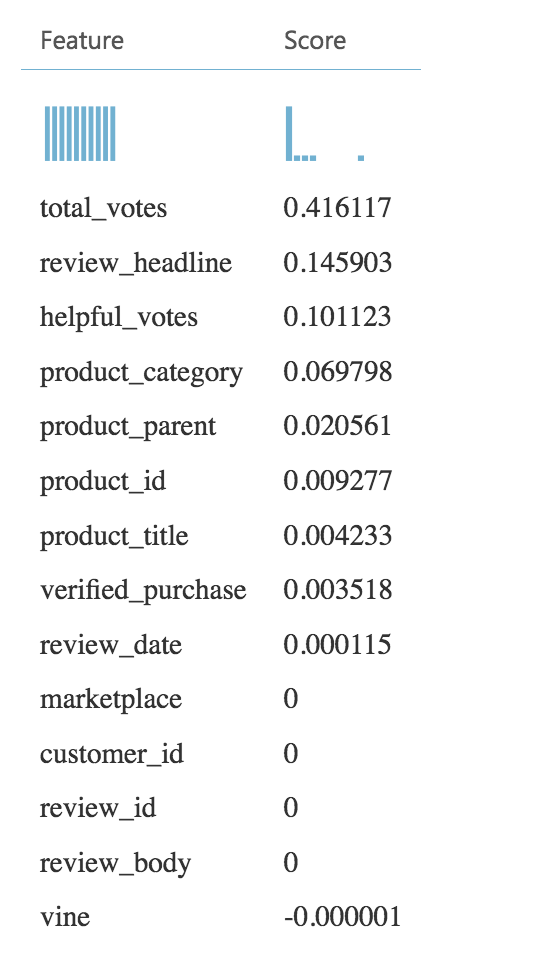 Feature Score
total_votes 0.416117
review_headline 0.145903
helpful_votes 0.101123
product_category 0.069798
product_parent 0.020561
product_id 0.009277
product_title 0.004233
verified_purchase 0.003518
review_date 0.000115
marketplace 0
customer_id 0
review_id 0
review_body 0
vine -0.000001